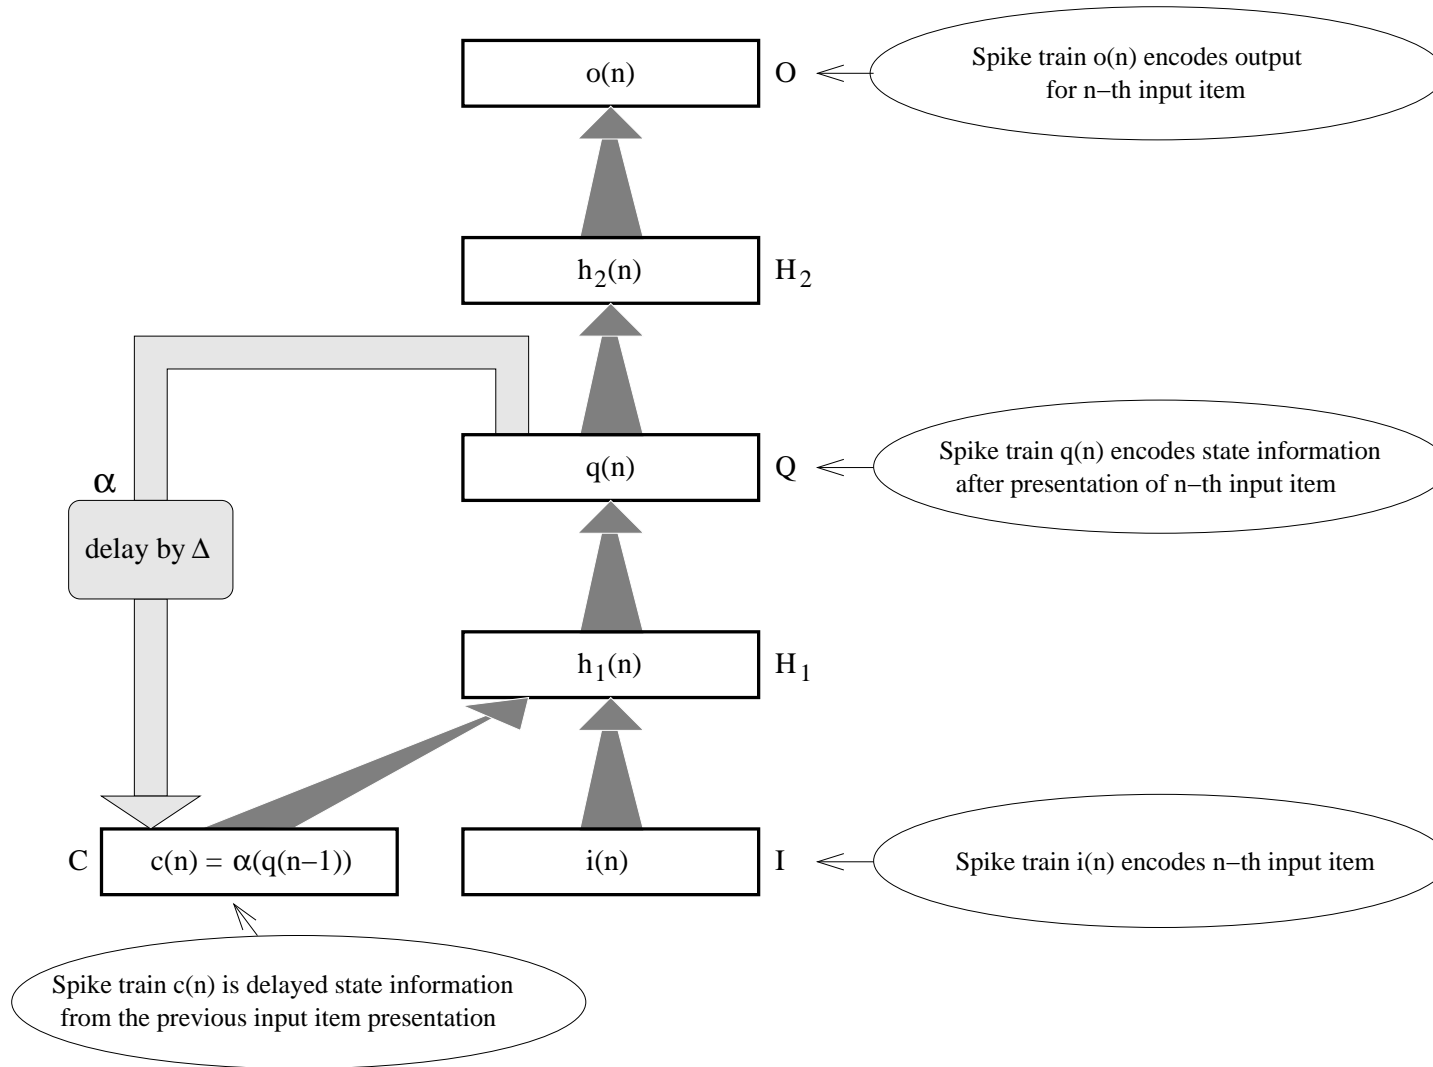 o(n)
O
Spike train o(n) encodes output
for n−th input item
h₂(n)
H₂
q(n)
Q
Spike train q(n) encodes state information
after presentation of n−th input item
α
delay by Δ
h₁(n)
H₁
C
c(n) = α(q(n−1))
i(n)
I
Spike train i(n) encodes n−th input item
Spike train c(n) is delayed state information
from the previous input item presentation